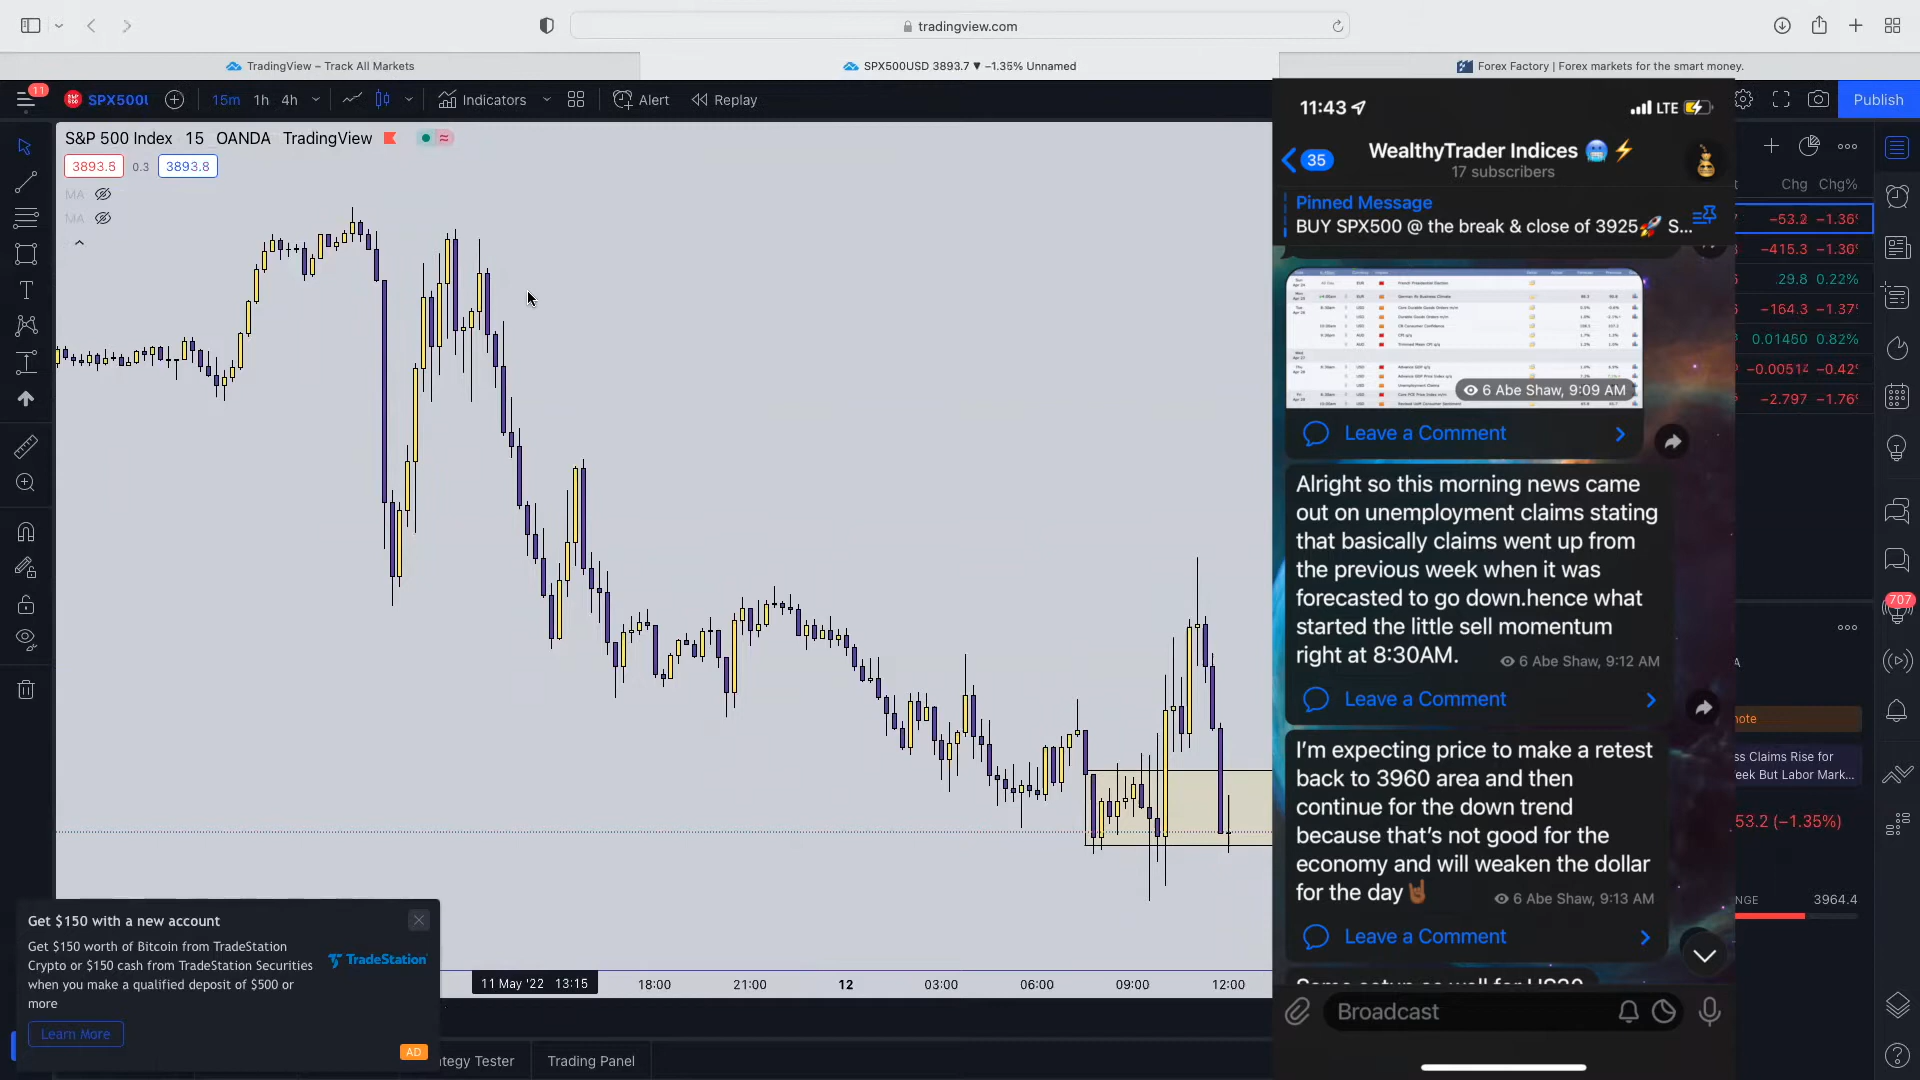 tradingview.com
TradingView – Track All Markets
SPX500USD 3893.7 ▼ −1.35% Unnamed
Forex Factory | Forex markets for the smart money.
11
SPX500U
15m 1h 4h
Indicators
Alert
Replay
Publish
S&P 500 Index 15 OANDA TradingView
3893.5 0.3 3893.8
MA
MA
11:43
LTE
35
WealthyTrader Indices 🥶⚡
17 subscribers
Pinned Message
BUY SPX500 @ the break & close of 3925🚀 S...
6 Abe Shaw, 9:09 AM
Leave a Comment
Alright so this morning news came
out on unemployment claims stating
that basically claims went up from
the previous week when it was
forecasted to go down.hence what
started the little sell momentum
right at 8:30AM.
6 Abe Shaw, 9:12 AM
Leave a Comment
I'm expecting price to make a retest
back to 3960 area and then
continue for the down trend
because that's not good for the
economy and will weaken the dollar
for the day🤘🏾
6 Abe Shaw, 9:13 AM
Leave a Comment
Same setup as well for US30
Broadcast
Chg Chg%
−53.2 −1.36
−415.3 −1.30
29.8 0.22%
−164.3 −1.37
0.01460 0.82%
−0.00514 −0.42
−2.797 −1.76
707
note
ss Claims Rise for
eek But Labor Mark...
53.2 (−1.35%)
NGE 3964.4
Get $150 with a new account
Get $150 worth of Bitcoin from TradeStation
Crypto or $150 cash from TradeStation Securities
when you make a qualified deposit of $500 or
more
TradeStation
Learn More
AD
11 May '22 13:15
18:00
21:00
12
03:00
06:00
09:00
12:00
tegy Tester
Trading Panel